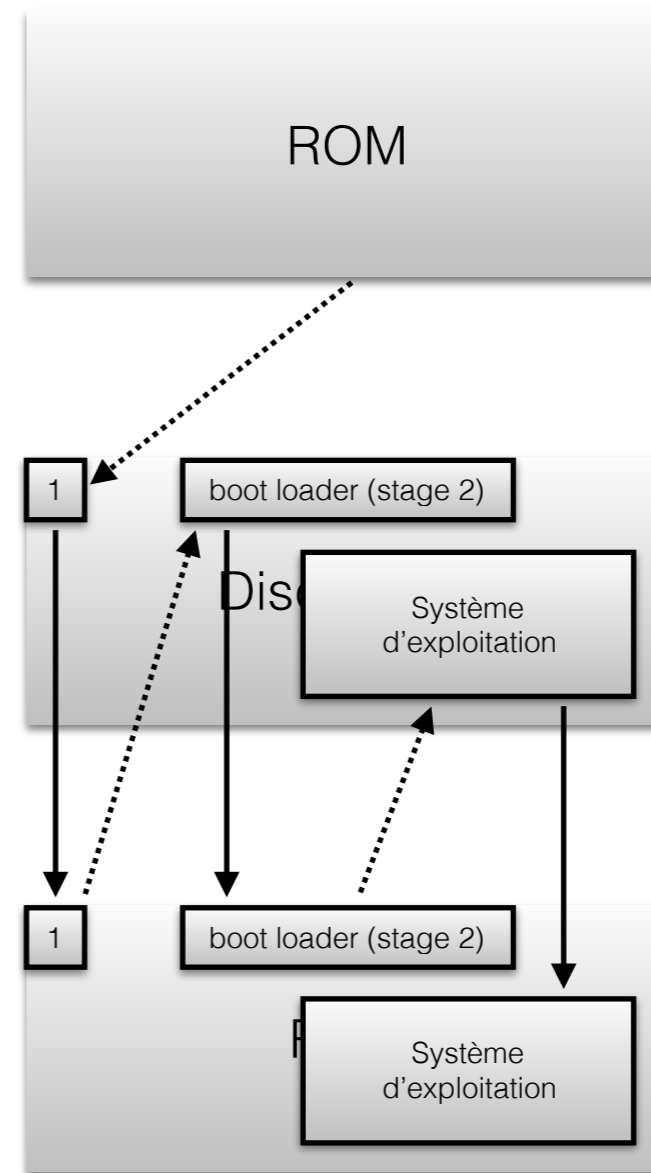 ROM
1
boot loader (stage 2)
Système
d’exploitation
1
boot loader (stage 2)
Système
d’exploitation